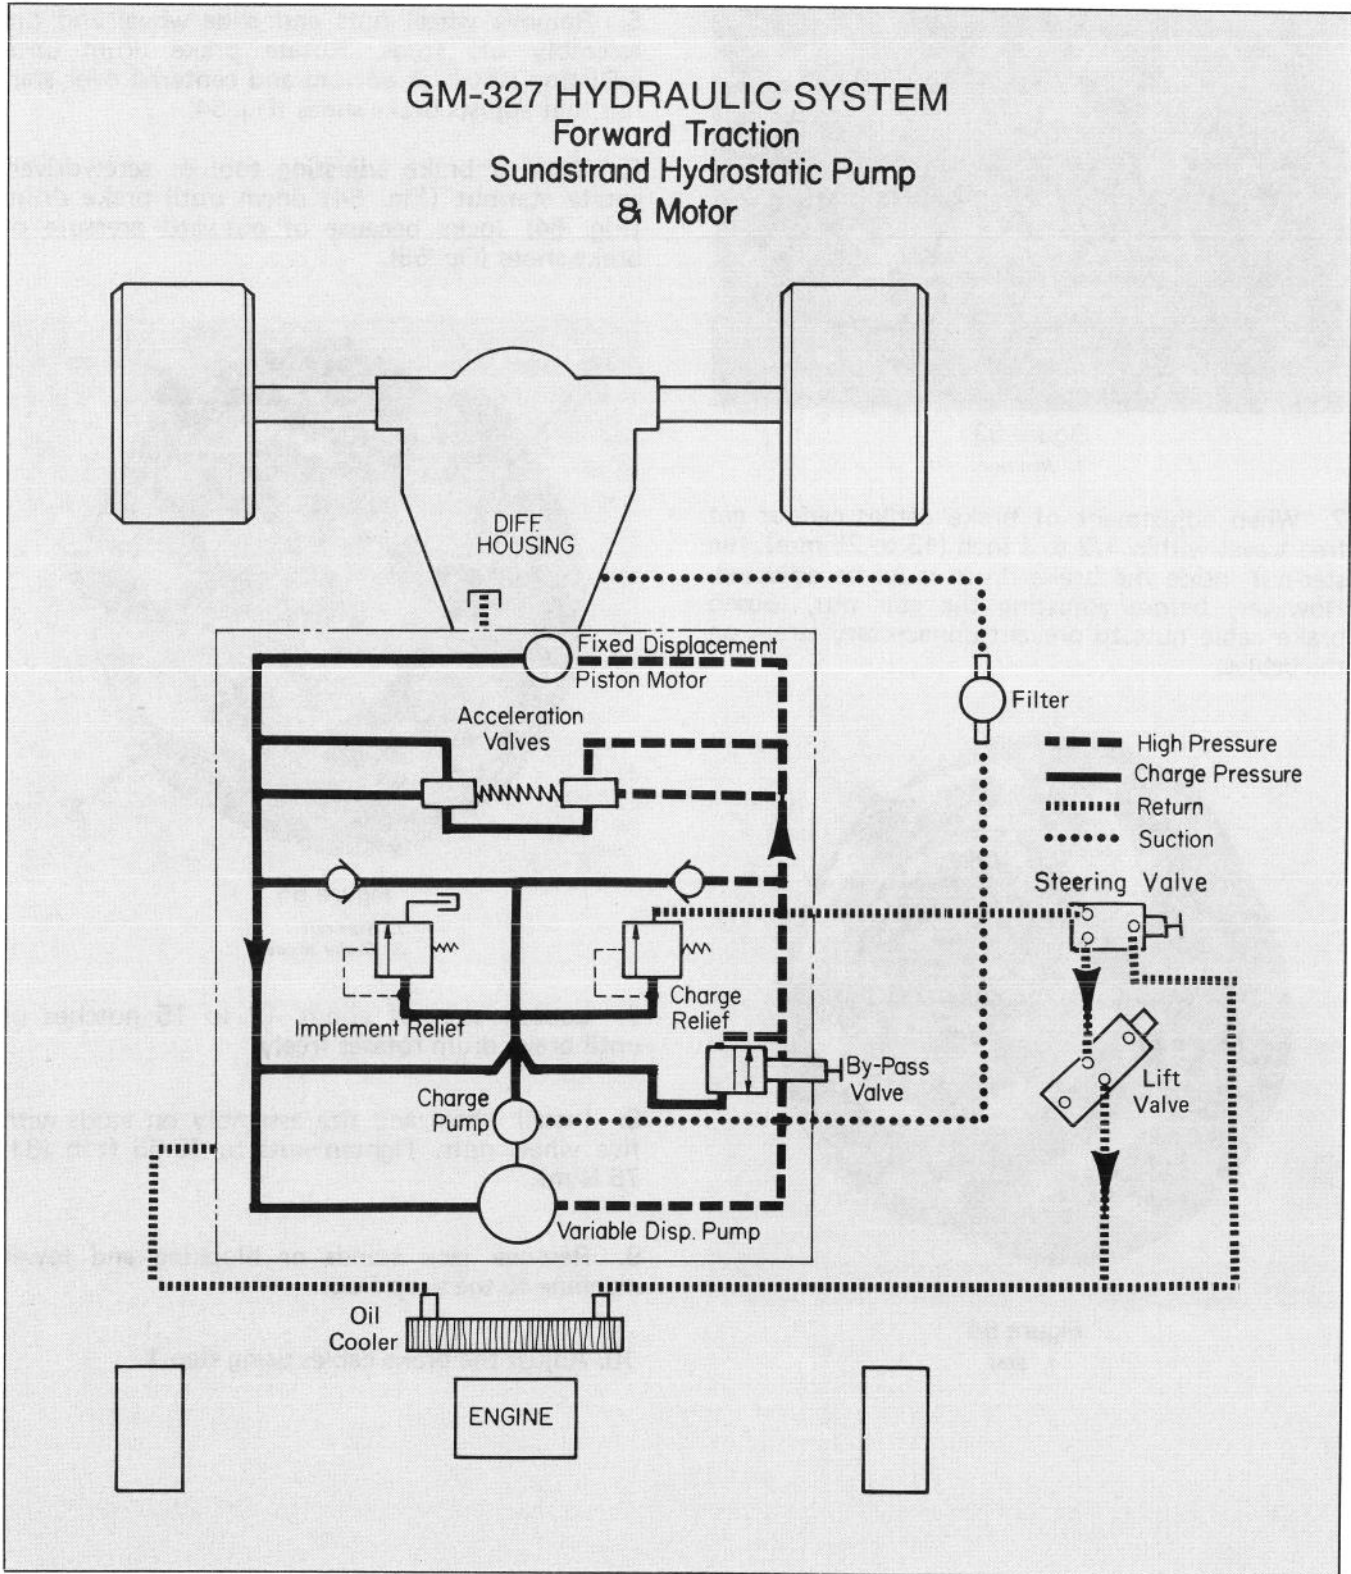 GM-327 HYDRAULIC SYSTEM
Forward Traction
Sundstrand Hydrostatic Pump
& Motor
DIFF.
HOUSING
Fixed Displacement
Piston Motor
Acceleration
Valves
Filter
High Pressure
Charge Pressure
Return
Suction
Steering Valve
Implement Relief
Charge
Relief
By-Pass
Valve
Lift
Valve
Charge
Pump
Variable Disp. Pump
Oil
Cooler
ENGINE